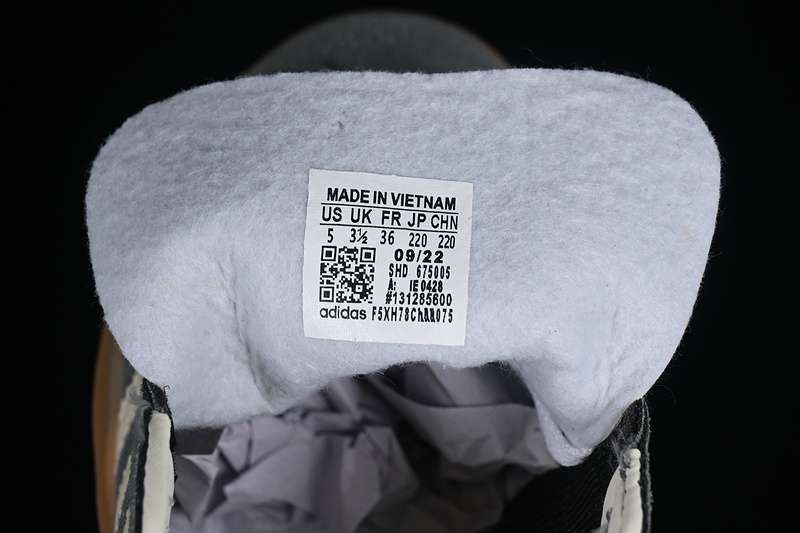 MADE IN VIETNAM
US UK FR JP CHN
5 3½ 36 220 220
09/22
SHD 675005
A: IE0428
#131285600
adidas